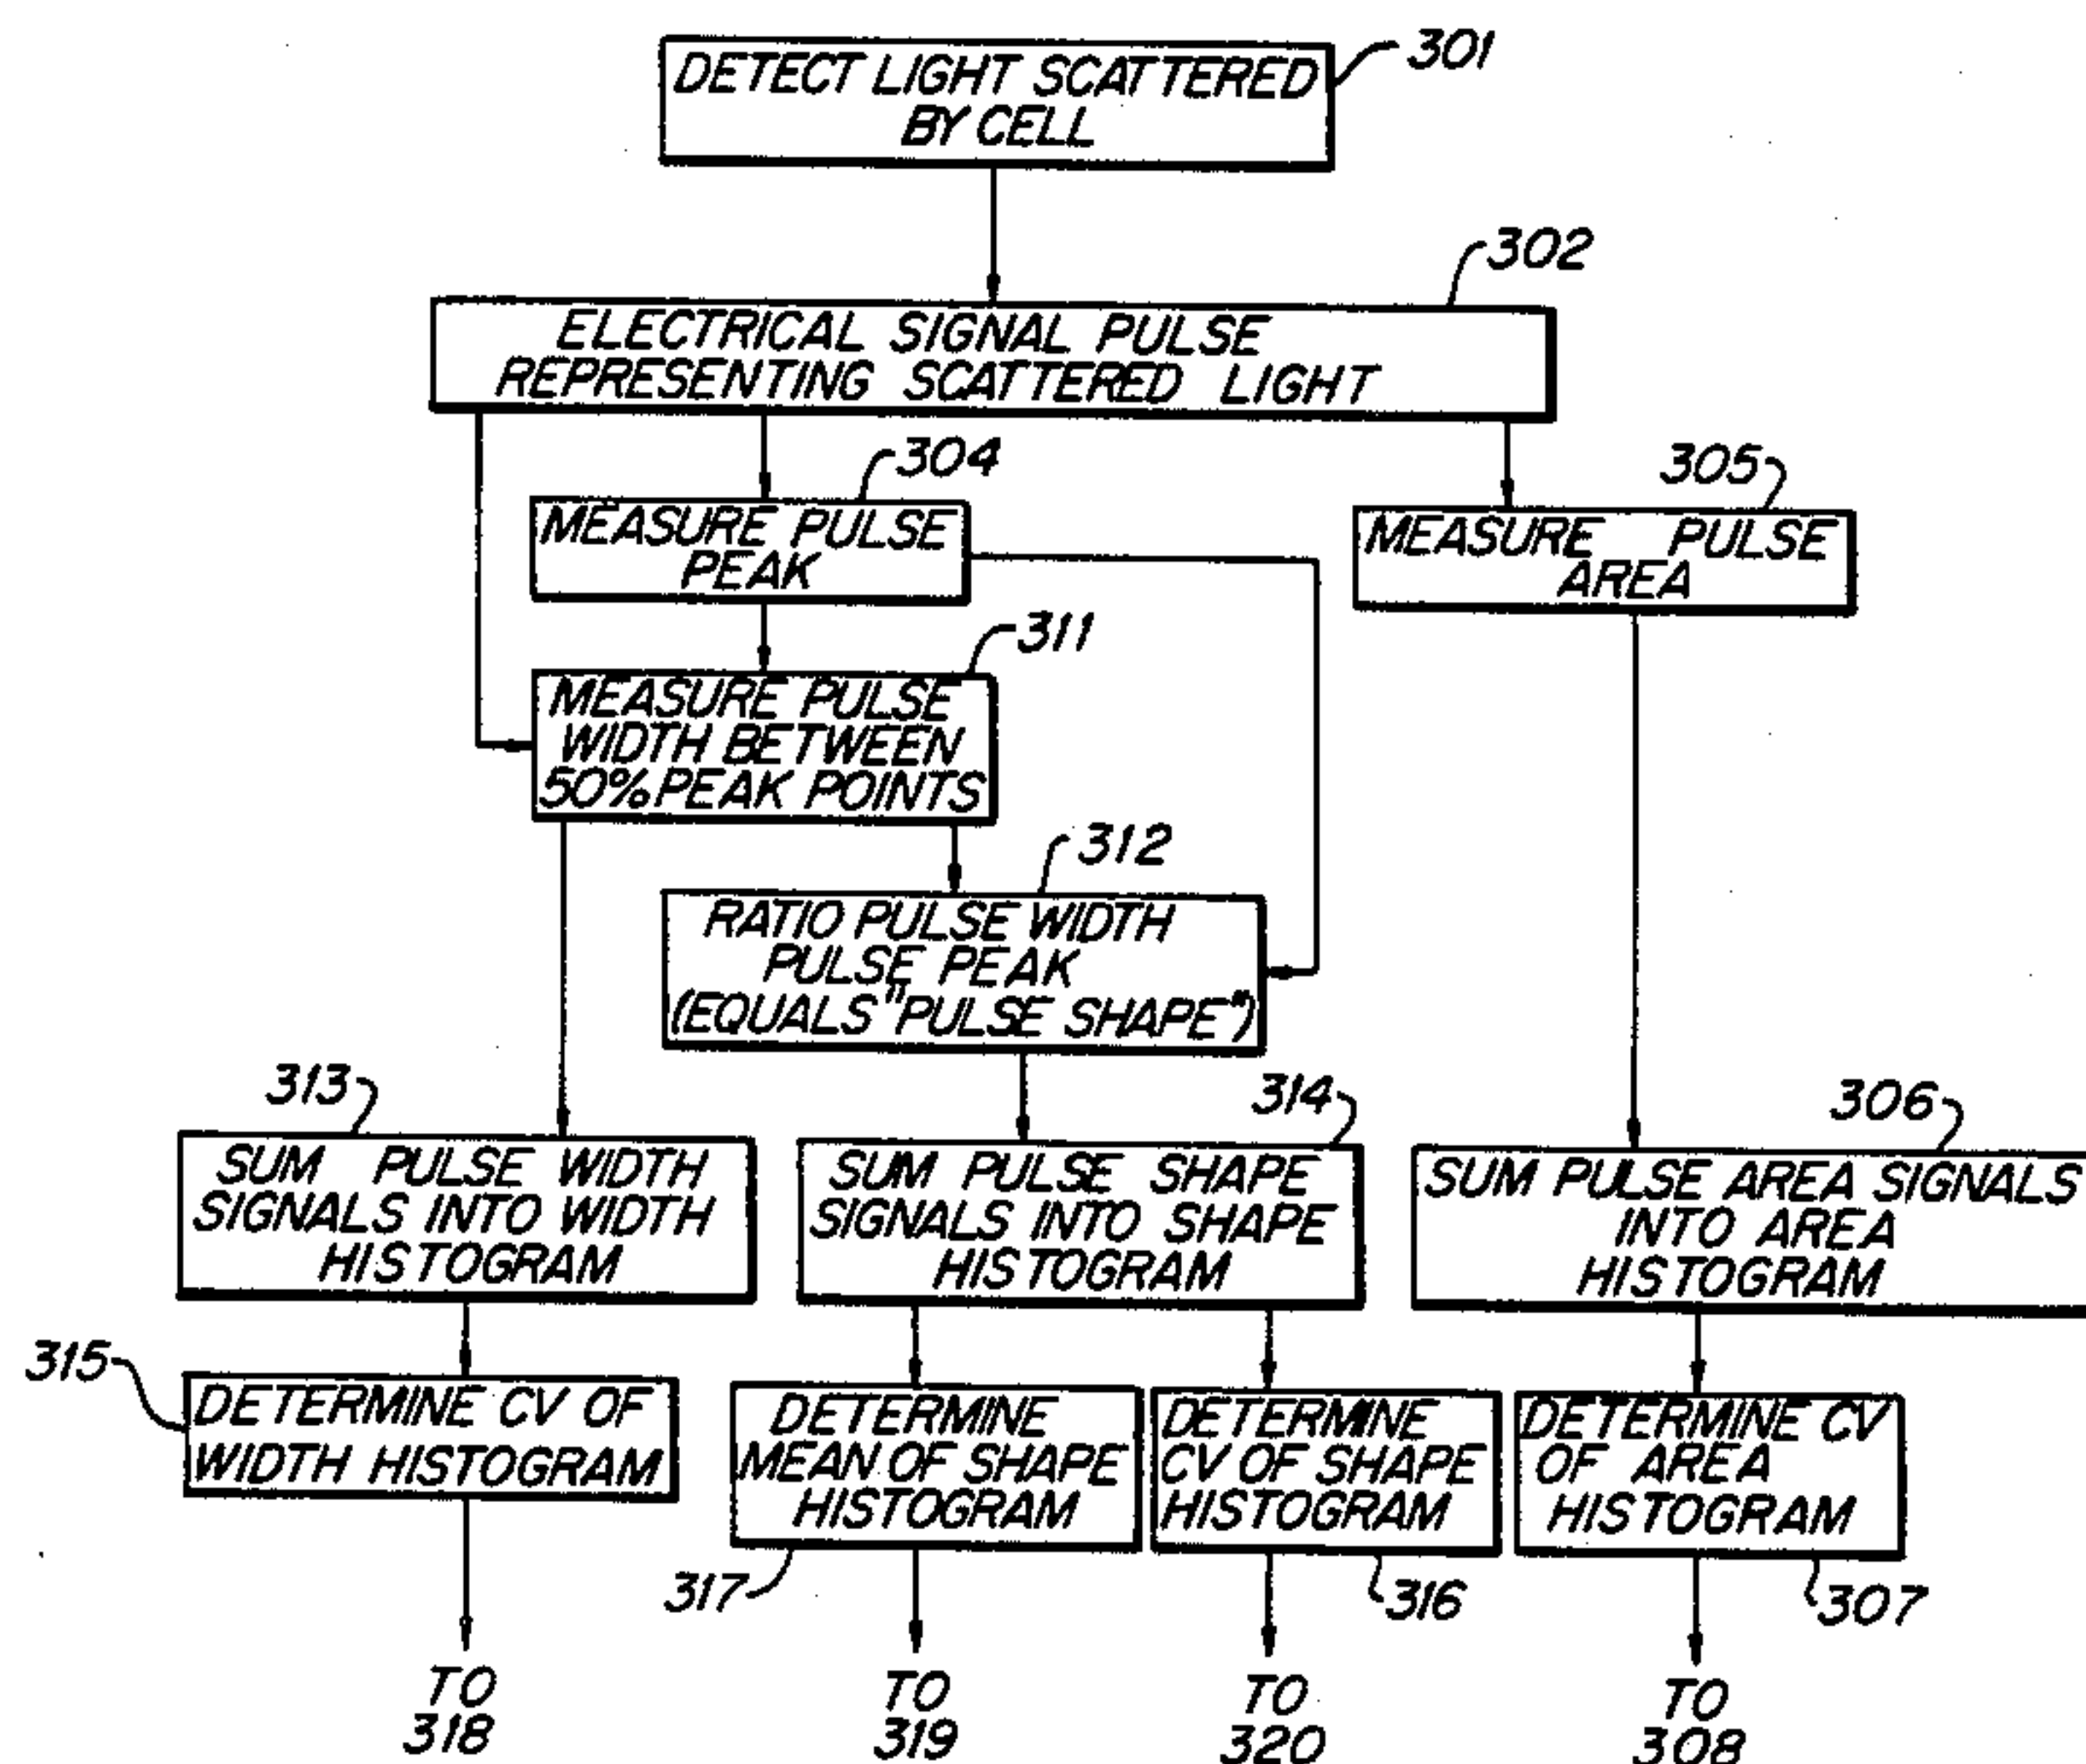 301
DETECT LIGHT SCATTERED
BY CELL
302
ELECTRICAL SIGNAL PULSE
REPRESENTING SCATTERED LIGHT
304
MEASURE PULSE
PEAK
305
MEASURE PULSE
AREA
311
MEASURE PULSE
WIDTH BETWEEN
50% PEAK POINTS
312
RATIO PULSE WIDTH
PULSE PEAK
(EQUALS "PULSE SHAPE")
313
SUM PULSE WIDTH
SIGNALS INTO WIDTH
HISTOGRAM
314
SUM PULSE SHAPE
SIGNALS INTO SHAPE
HISTOGRAM
306
SUM PULSE AREA SIGNALS
INTO AREA
HISTOGRAM
315
DETERMINE CV OF
WIDTH HISTOGRAM
DETERMINE
MEAN OF SHAPE
HISTOGRAM
317
DETERMINE
CV OF SHAPE
HISTOGRAM
316
DETERMINE CV
OF AREA
HISTOGRAM
307
TO
318
TO
319
TO
320
TO
308